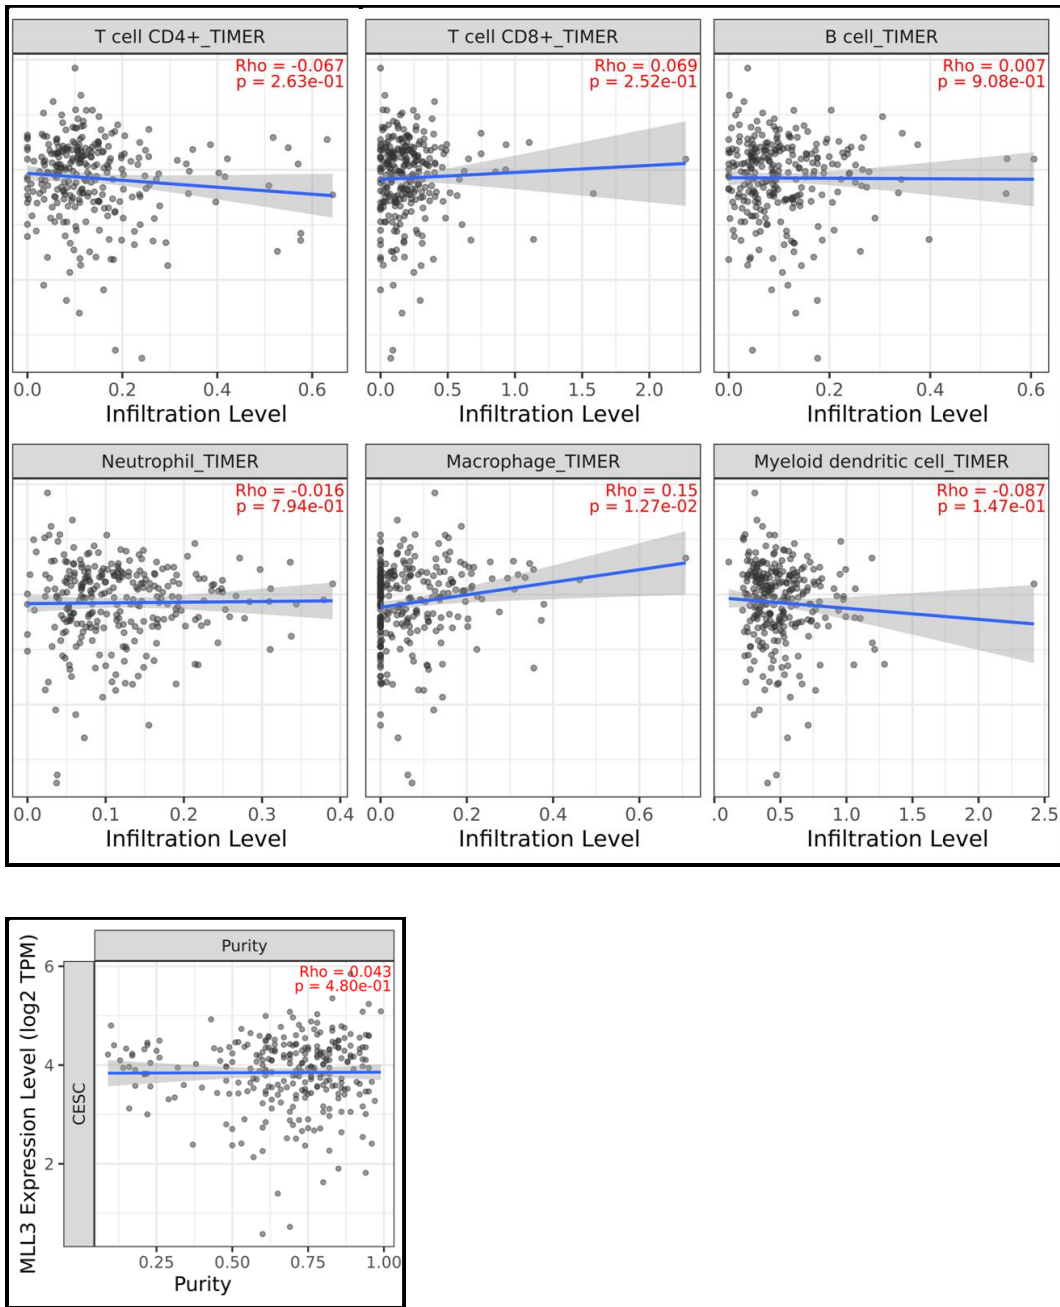 T cell CD4+_TIMER
Rho = -0.067
p = 2.63e-01
0.0 0.2 0.4 0.6
Infiltration Level
T cell CD8+_TIMER
Rho = 0.069
p = 2.52e-01
0.0 0.5 1.0 1.5 2.0
Infiltration Level
B cell_TIMER
Rho = 0.007
p = 9.08e-01
0.0 0.2 0.4 0.6
Infiltration Level
Neutrophil_TIMER
Rho = -0.016
p = 7.94e-01
0.0 0.1 0.2 0.3 0.4
Infiltration Level
Macrophage_TIMER
Rho = 0.15
p = 1.27e-02
0.0 0.2 0.4 0.6
Infiltration Level
Myeloid dendritic cell_TIMER
Rho = -0.087
p = 1.47e-01
.0 0.5 1.0 1.5 2.0 2.5
Infiltration Level
MLL3 Expression Level (log2 TPM)
CESC
Purity
Rho = 0.043
p = 4.80e-01
6
4
2
0.25 0.50 0.75 1.00
Purity